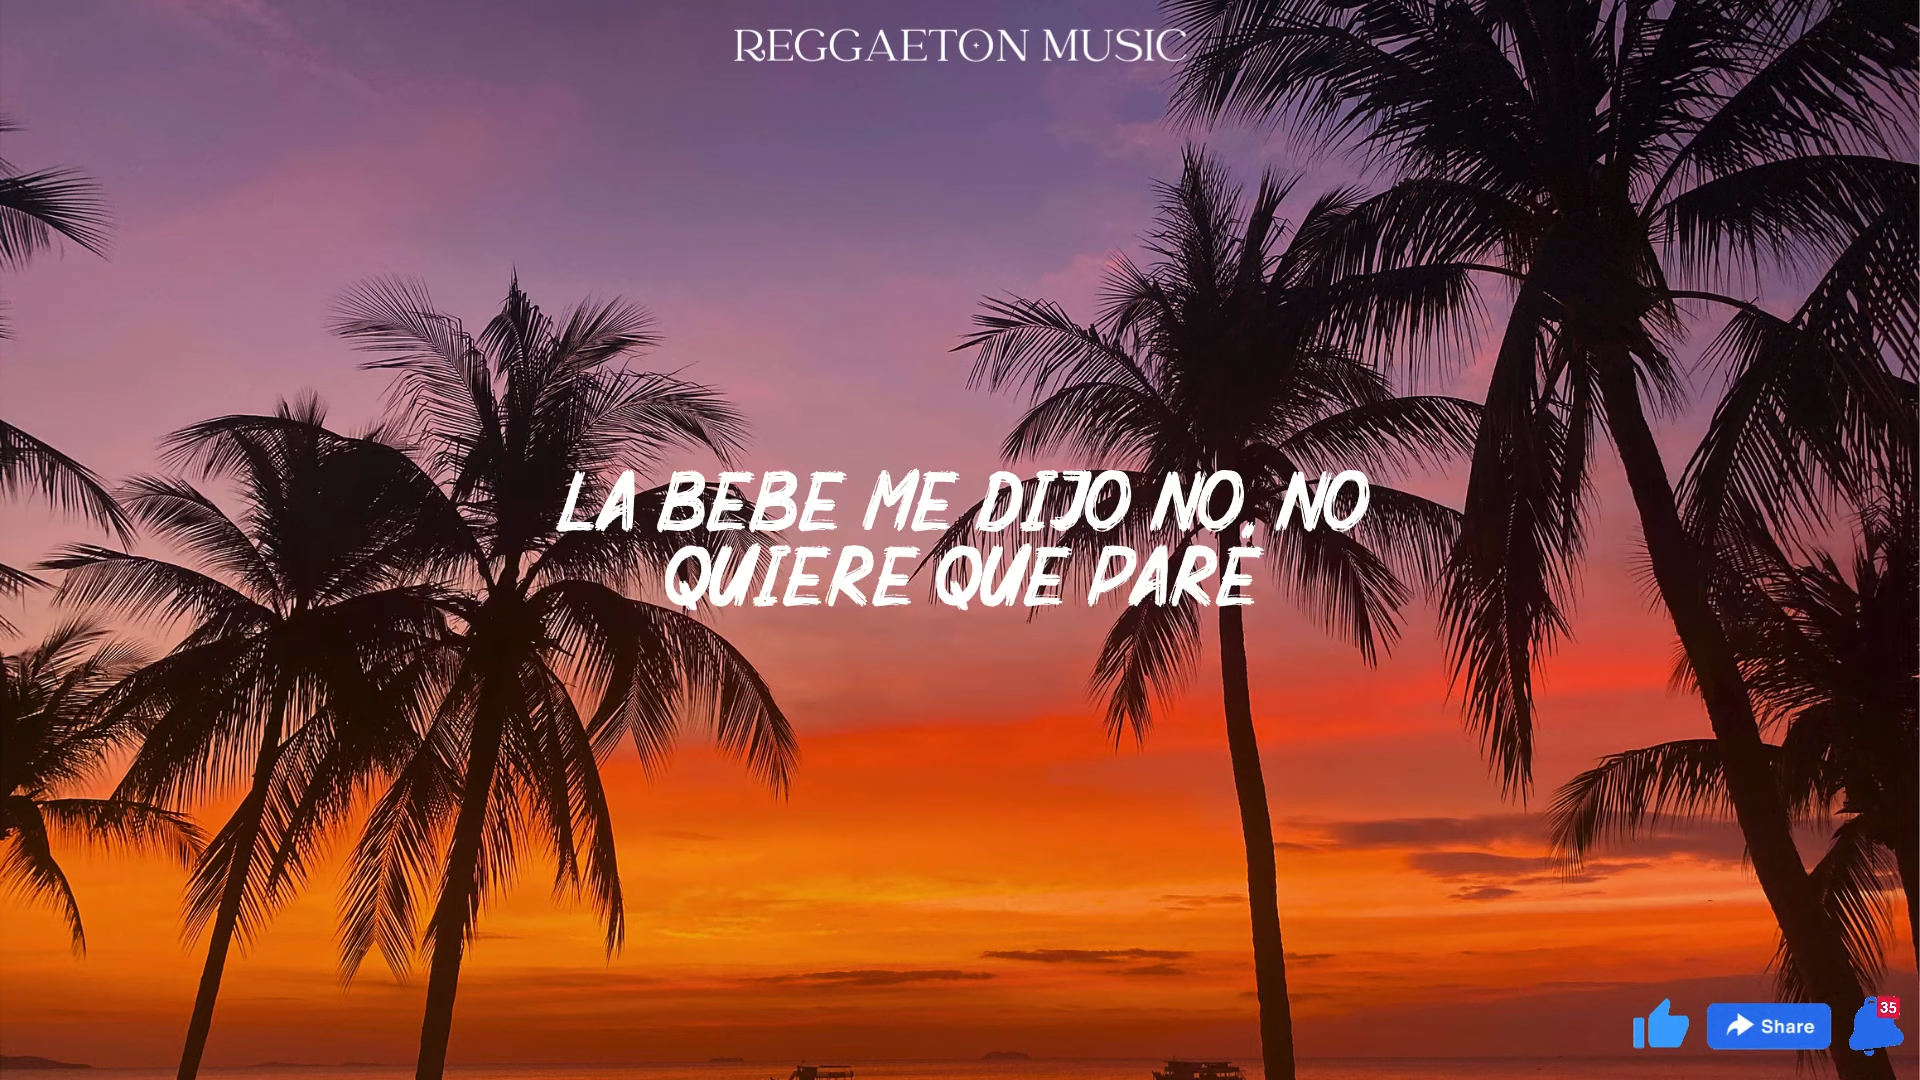 REGGAETON MUSIC
LA BEBE ME DIJO NO, NO
QUIERE QUE PARE
Share
35